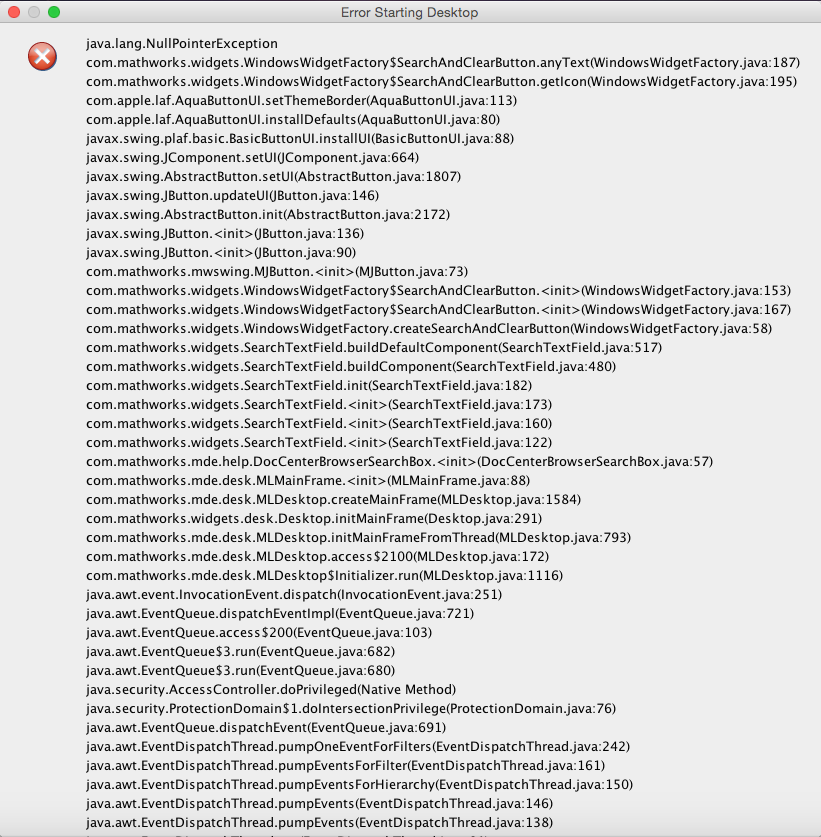 Error Starting Desktop
java.lang.NullPointerException
com.mathworks.widgets.WindowsWidgetFactory$SearchAndClearButton.anyText(WindowsWidgetFactory.java:187)
com.mathworks.widgets.WindowsWidgetFactory$SearchAndClearButton.getIcon(WindowsWidgetFactory.java:195)
com.apple.laf.AquaButtonUI.setThemeBorder(AquaButtonUI.java:113)
com.apple.laf.AquaButtonUI.installDefaults(AquaButtonUI.java:80)
javax.swing.plaf.basic.BasicButtonUI.installUI(BasicButtonUI.java:88)
javax.swing.JComponent.setUI(JComponent.java:664)
javax.swing.AbstractButton.setUI(AbstractButton.java:1807)
javax.swing.JButton.updateUI(JButton.java:146)
javax.swing.AbstractButton.init(AbstractButton.java:2172)
javax.swing.JButton.<init>(JButton.java:136)
javax.swing.JButton.<init>(JButton.java:90)
com.mathworks.mwswing.MJButton.<init>(MJButton.java:73)
com.mathworks.widgets.WindowsWidgetFactory$SearchAndClearButton.<init>(WindowsWidgetFactory.java:153)
com.mathworks.widgets.WindowsWidgetFactory$SearchAndClearButton.<init>(WindowsWidgetFactory.java:167)
com.mathworks.widgets.WindowsWidgetFactory.createSearchAndClearButton(WindowsWidgetFactory.java:58)
com.mathworks.widgets.SearchTextField.buildDefaultComponent(SearchTextField.java:517)
com.mathworks.widgets.SearchTextField.buildComponent(SearchTextField.java:480)
com.mathworks.widgets.SearchTextField.init(SearchTextField.java:182)
com.mathworks.widgets.SearchTextField.<init>(SearchTextField.java:173)
com.mathworks.widgets.SearchTextField.<init>(SearchTextField.java:160)
com.mathworks.widgets.SearchTextField.<init>(SearchTextField.java:122)
com.mathworks.mde.help.DocCenterBrowserSearchBox.<init>(DocCenterBrowserSearchBox.java:57)
com.mathworks.mde.desk.MLMainFrame.<init>(MLMainFrame.java:88)
com.mathworks.mde.desk.MLDesktop.createMainFrame(MLDesktop.java:1584)
com.mathworks.widgets.desk.Desktop.initMainFrame(Desktop.java:291)
com.mathworks.mde.desk.MLDesktop.initMainFrameFromThread(MLDesktop.java:793)
com.mathworks.mde.desk.MLDesktop.access$2100(MLDesktop.java:172)
com.mathworks.mde.desk.MLDesktop$Initializer.run(MLDesktop.java:1116)
java.awt.event.InvocationEvent.dispatch(InvocationEvent.java:251)
java.awt.EventQueue.dispatchEventImpl(EventQueue.java:721)
java.awt.EventQueue.access$200(EventQueue.java:103)
java.awt.EventQueue$3.run(EventQueue.java:682)
java.awt.EventQueue$3.run(EventQueue.java:680)
java.security.AccessController.doPrivileged(Native Method)
java.security.ProtectionDomain$1.doIntersectionPrivilege(ProtectionDomain.java:76)
java.awt.EventQueue.dispatchEvent(EventQueue.java:691)
java.awt.EventDispatchThread.pumpOneEventForFilters(EventDispatchThread.java:242)
java.awt.EventDispatchThread.pumpEventsForFilter(EventDispatchThread.java:161)
java.awt.EventDispatchThread.pumpEventsForHierarchy(EventDispatchThread.java:150)
java.awt.EventDispatchThread.pumpEvents(EventDispatchThread.java:146)
java.awt.EventDispatchThread.pumpEvents(EventDispatchThread.java:138)